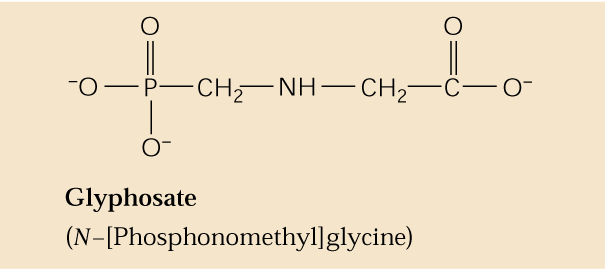 O O
⁻O — P — CH₂ — NH — CH₂ — C — O⁻
O⁻
Glyphosate
(N–[Phosphonomethyl]glycine)